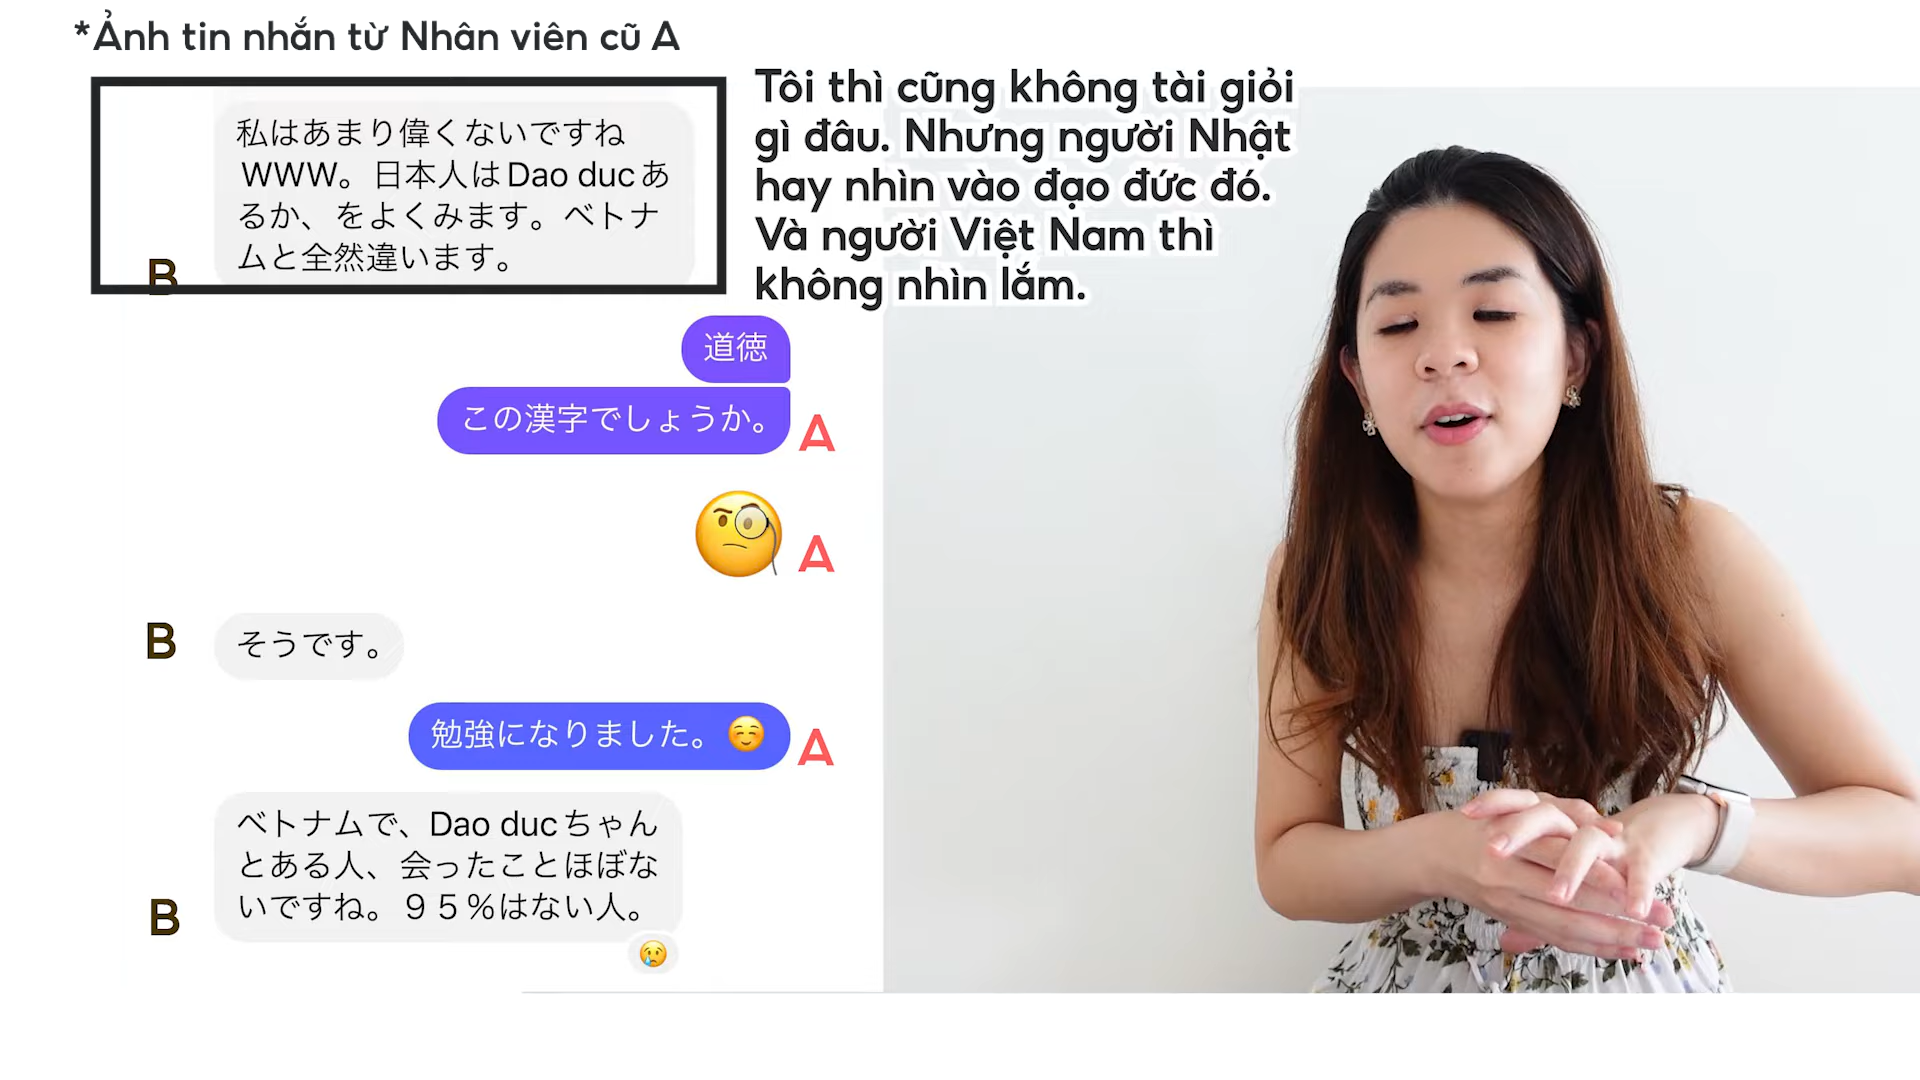 *Ảnh tin nhắn từ Nhân viên cũ A
私はあまり偉くないですね
WWW。日本人はDao ducあ
るか、をよくみます。ベトナ
ムと全然違います。
B
Tôi thì cũng không tài giỏi
gì đâu. Nhưng người Nhật
hay nhìn vào đạo đức đó.
Và người Việt Nam thì
không nhìn lắm.
道徳
この漢字でしょうか。
A
A
B
そうです。
勉強になりました。☺️
A
ベトナムで、Dao ducちゃん
とある人、会ったことほぼな
いですね。９５％はない人。
B